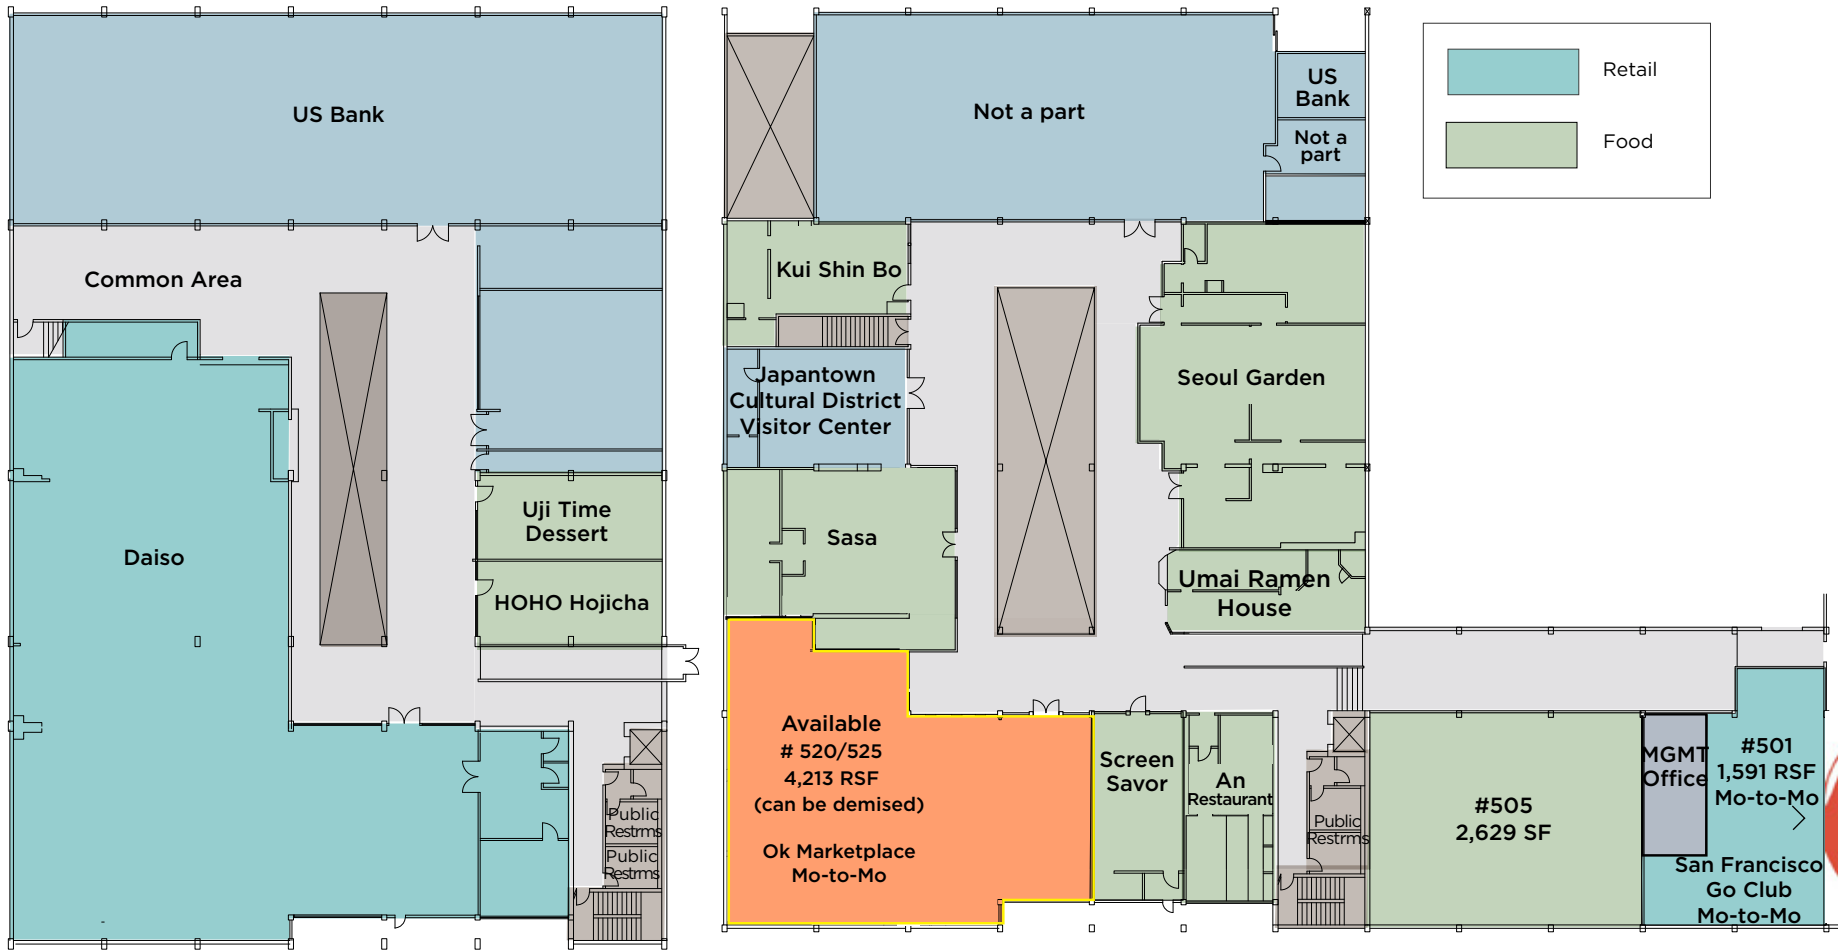 US Bank
Common Area
Daiso
Uji Time
Dessert
HOHO Hojicha
Public
Restrms
Public
Restrms
Not a part
US
Bank
Not a
part
Kui Shin Bo
Japantown
Cultural District
Visitor Center
Seoul Garden
Sasa
Umai Ramen
House
Available
# 520/525
4,213 RSF
(can be demised)
Ok Marketplace
Mo-to-Mo
Screen
Savor
An
Restaurant
Public
Restrms
#505
2,629 SF
MGMT
Office
#501
1,591 RSF
Mo-to-Mo
San Francisco
Go Club
Mo-to-Mo
Retail
Food